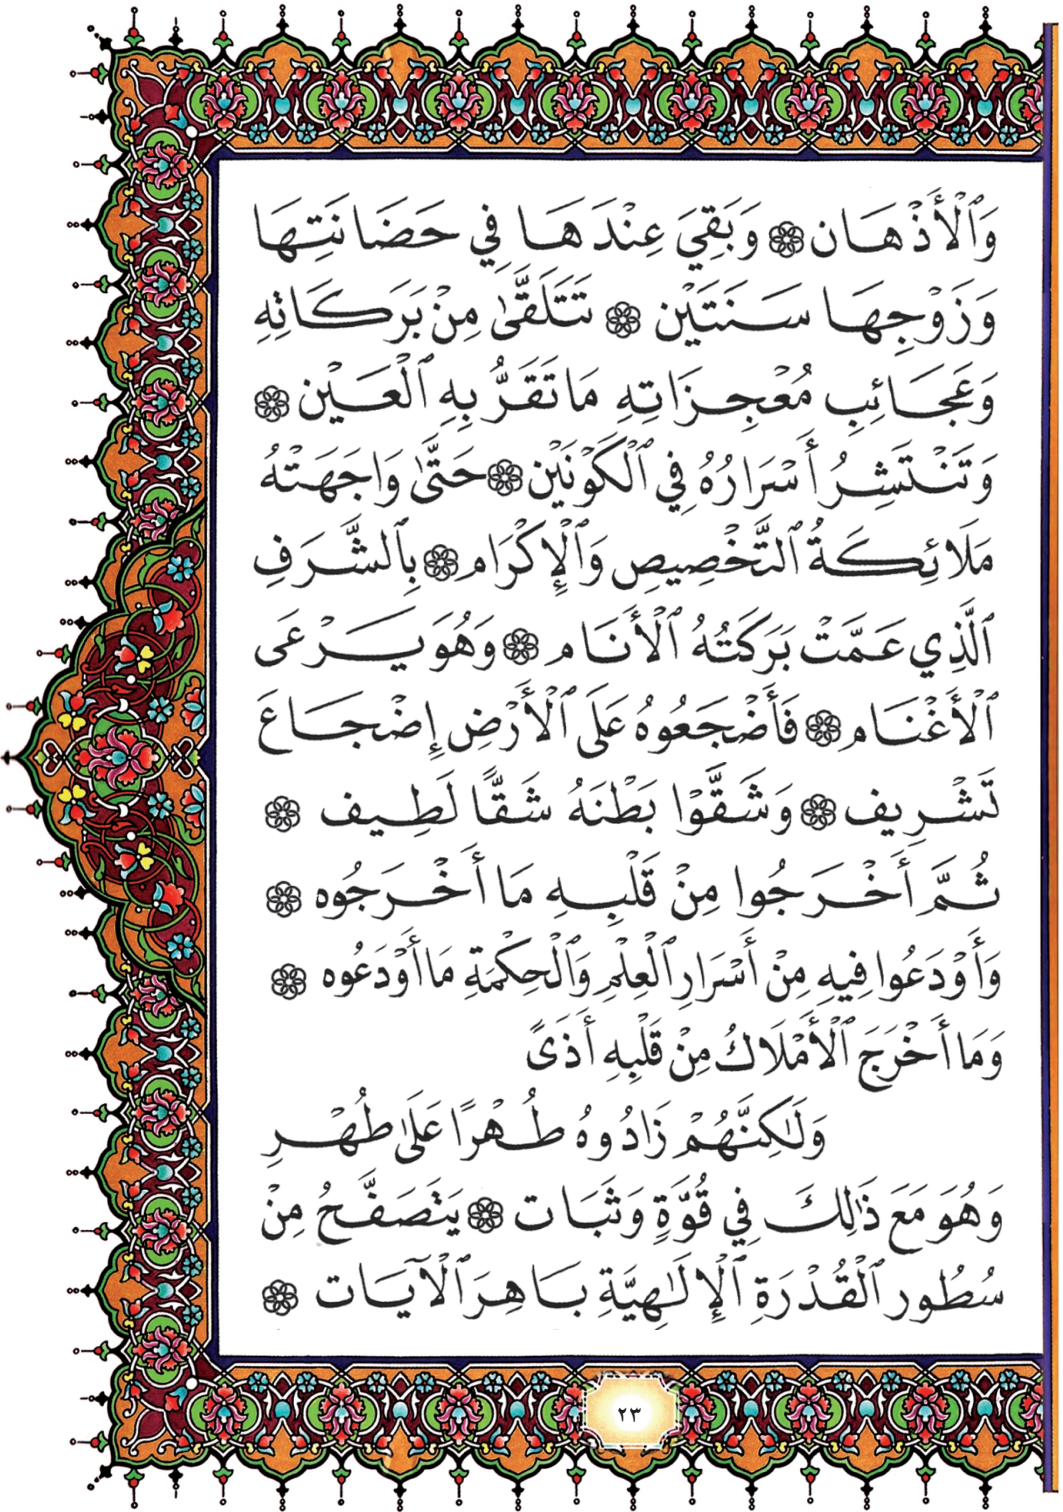 وَٱلْأَذْهَان ۞ وَبَقِيَ عِنْدَهَا فِي حَضَانَتِهَا
وَزَوْجِهَا سَنَتَيْن ۞ تَتَلَقَّىٰ مِنْ بَرَكَاتِهِ
وَعَجَائِبِ مُعْجِزَاتِهِ مَا تَقَرُّ بِهِ ٱلْعَيْن ۞
وَتَنْتَشِرُ أَسْرَارُهُ فِي ٱلْكَوْنَيْن ۞ حَتَّىٰ وَاجَهَتْهُ
مَلَائِكَةُ ٱلتَّخْصِيصِ وَٱلْإِكْرَام ۞ بِٱلشَّرَفِ
ٱلَّذِي عَمَّتْ بَرَكَتُهُ ٱلْأَنَام ۞ وَهُوَ يَرْعَى
ٱلْأَغْنَام ۞ فَأَضْجَعُوهُ عَلَى ٱلْأَرْضِ إِضْجَاعَ
تَشْرِيف ۞ وَشَقُّوْا بَطْنَهُ شَقًّا لَطِيف ۞
ثُمَّ أَخْرَجُوا مِنْ قَلْبِهِ مَا أَخْرَجُوه ۞
وَأَوْدَعُوا فِيهِ مِنْ أَسْرَارِ ٱلْعِلْمِ وَٱلْحِكْمَةِ مَا أَوْدَعُوه ۞
وَمَا أَخْرَجَ ٱلْأَمْلَاكُ مِنْ قَلْبِهِ أَذَىً
وَلَٰكِنَّهُمْ زَادُوهُ طُهْرًا عَلَىٰ طُهْرِ
وَهُوَ مَعَ ذَٰلِكَ فِي قُوَّةٍ وَثَبَات ۞ يَتَصَفَّحُ مِنْ
سُطُورِ ٱلْقُدْرَةِ ٱلْإِلَٰهِيَّةِ بَاهِرَ ٱلْآيَات ۞
٢٣